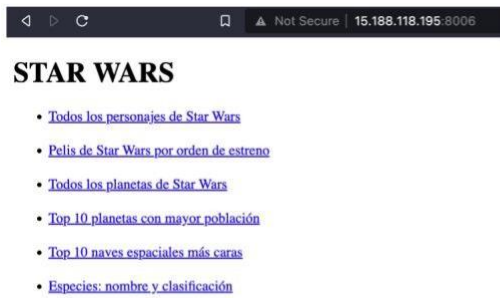 Not Secure | 15.188.118.195:8006
STAR WARS
Todos los personajes de Star Wars
Pelis de Star Wars por orden de estreno
Todos los planetas de Star Wars
Top 10 planetas con mayor población
Top 10 naves espaciales más caras
Especies: nombre y clasificación